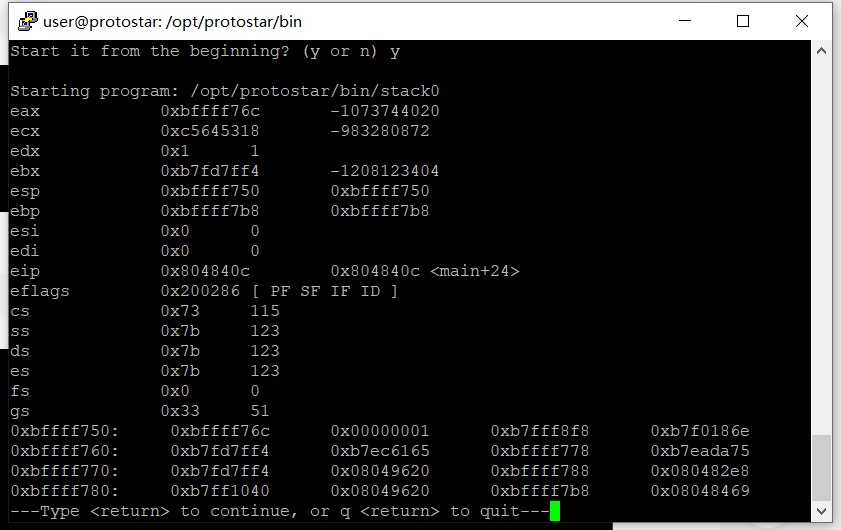 user@protostar: /opt/protostar/bin
Start it from the beginning? (y or n) y
Starting program: /opt/protostar/bin/stack0
eax 0xbffff76c -1073744020
ecx 0xc5645318 -983280872
edx 0x1 1
ebx 0xb7fd7ff4 -1208123404
esp 0xbffff750 0xbffff750
ebp 0xbffff7b8 0xbffff7b8
esi 0x0 0
edi 0x0 0
eip 0x804840c 0x804840c <main+24>
eflags 0x200286 [ PF SF IF ID ]
cs 0x73 115
ss 0x7b 123
ds 0x7b 123
es 0x7b 123
fs 0x0 0
gs 0x33 51
0xbffff750: 0xbffff76c 0x00000001 0xb7fff8f8 0xb7f0186e
0xbffff760: 0xb7fd7ff4 0xb7ec6165 0xbffff778 0xb7eada75
0xbffff770: 0xb7fd7ff4 0x08049620 0xbffff788 0x080482e8
0xbffff780: 0xb7ff1040 0x08049620 0xbffff7b8 0x08048469
---Type <return> to continue, or q <return> to quit---